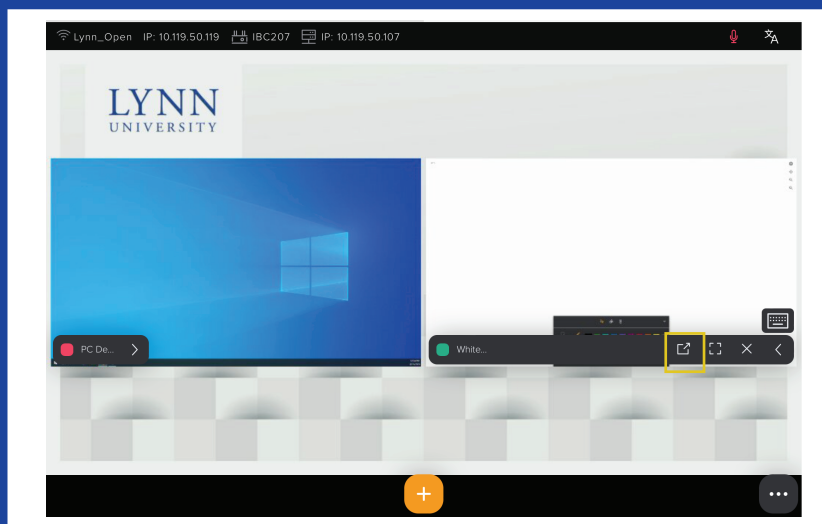 Lynn_Open IP: 10.119.50.119 IBC207 IP: 10.119.50.107
LYNN
UNIVERSITY
PC De...
White...